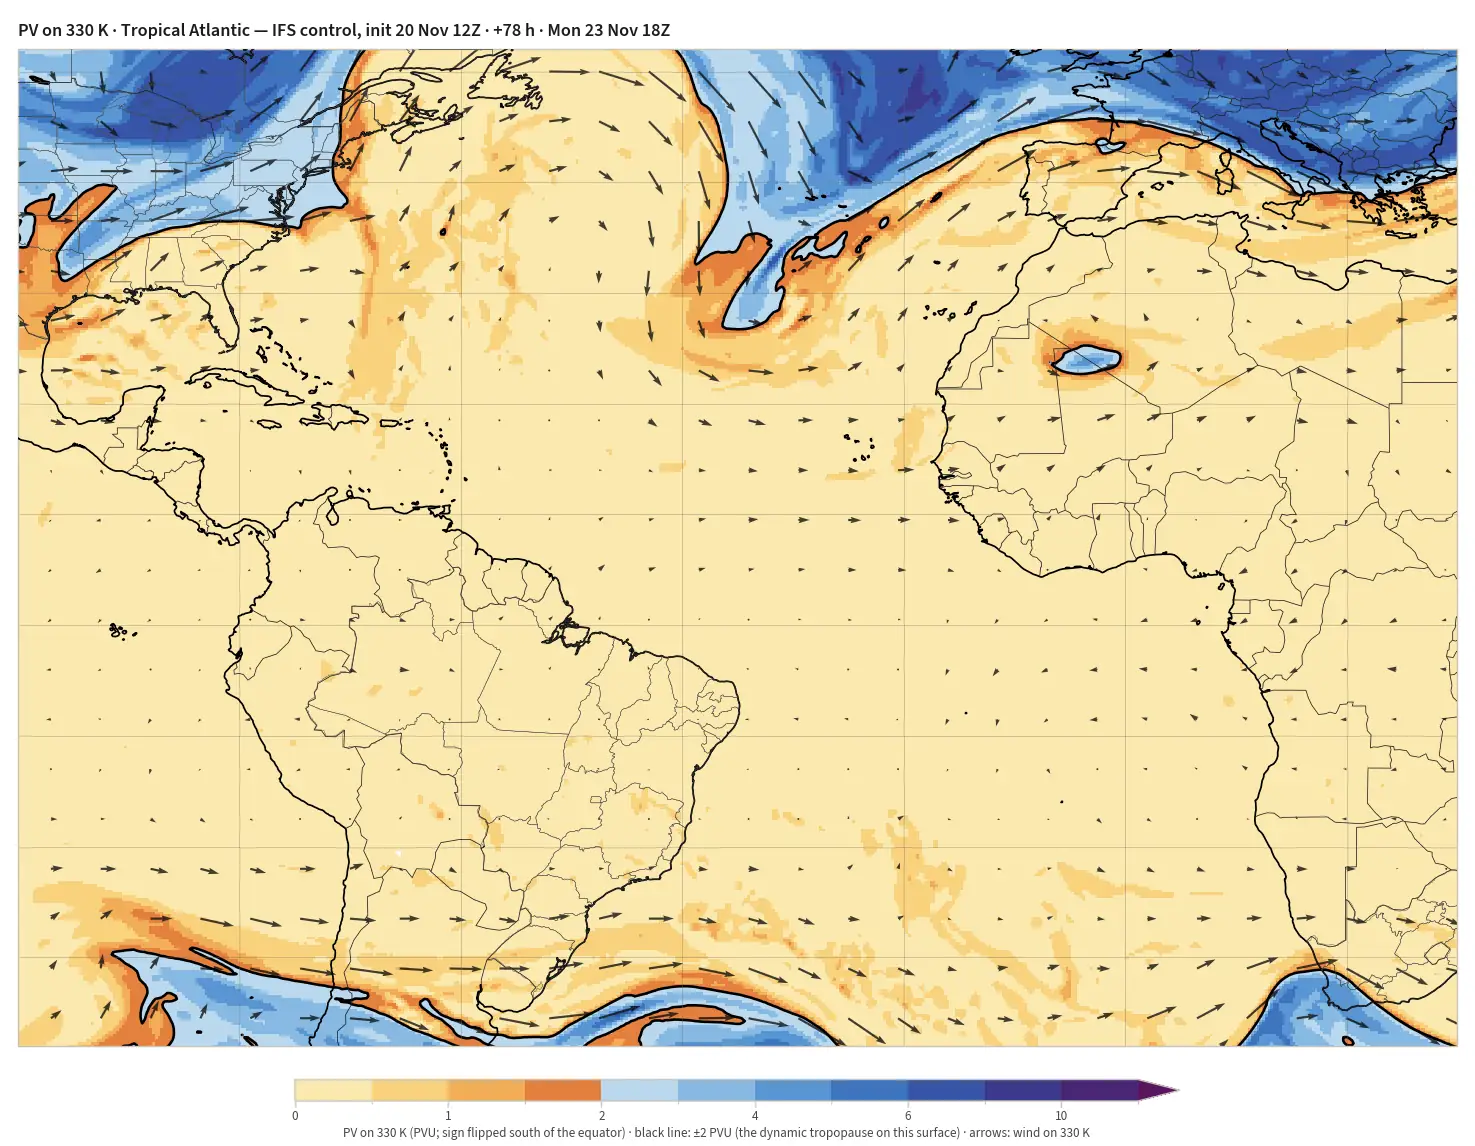 PV on 330 K · Tropical Atlantic — IFS control, init 20 Nov 12Z · +78 h · Mon 23 Nov 18Z
0 1 2 4 6 10
PV on 330 K (PVU; sign flipped south of the equator) · black line: ±2 PVU (the dynamic tropopause on this surface) · arrows: wind on 330 K